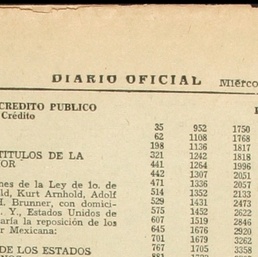 DIARIO OFICIAL Miérco
CREDITO PUBLICO
Crédito
TITULOS DE LA
OR
nes de la Ley de 1o. de
ld, Kurt Arnhold, Adolf
H. Brunner, con domici-
. Y., Estados Unidos de
aría la reposición de los
r Mexicana:
DE LOS ESTADOS
35 952 1750
62 1108 1768
198 1136 1817
321 1242 1818
441 1264 1996
442 1307 2051
471 1336 2057
514 1352 2133
529 1431 2473
575 1452 2622
607 1519 2846
645 1676 2920
701 1679 3262
767 1705 3358